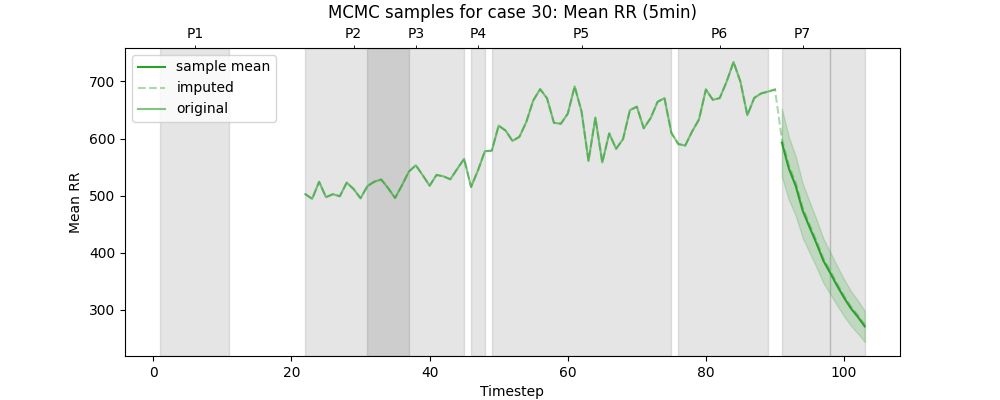 MCMC samples for case 30: Mean RR (5min)
P1 P2 P3 P4 P5 P6 P7
sample mean
imputed
original
700
600
500
400
300
Mean RR
0 20 40 60 80 100
Timestep